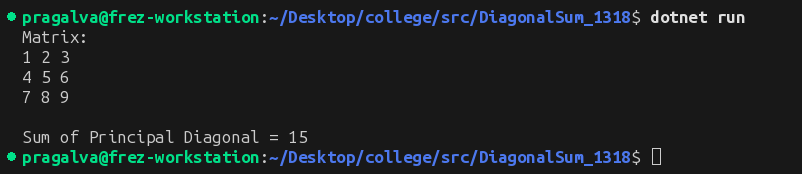 pragalva@frez-workstation:~/Desktop/college/src/DiagonalSum_1318$ dotnet run
Matrix:
1 2 3
4 5 6
7 8 9
Sum of Principal Diagonal = 15
pragalva@frez-workstation:~/Desktop/college/src/DiagonalSum_1318$